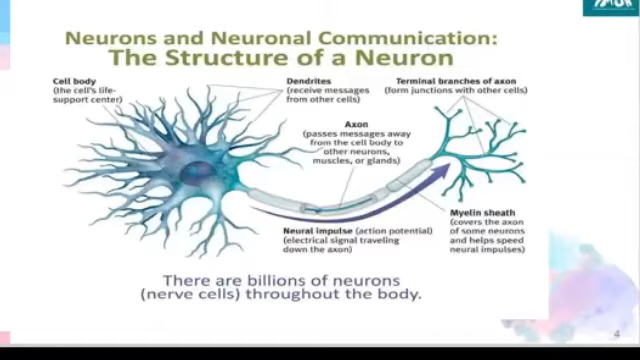 Neurons and Neuronal Communication:
The Structure of a Neuron
Cell body
(the cell's life-
support center)
Dendrites
(receive messages
from other cells)
Terminal branches of axon
(form junctions with other cells)
Axon
(passes messages away
from the cell body to
other neurons,
muscles, or glands)
Neural impulse (action potential)
(electrical signal traveling
down the axon)
Myelin sheath
(covers the axon
of some neurons
and helps speed
neural impulses)
There are billions of neurons
(nerve cells) throughout the body.
4